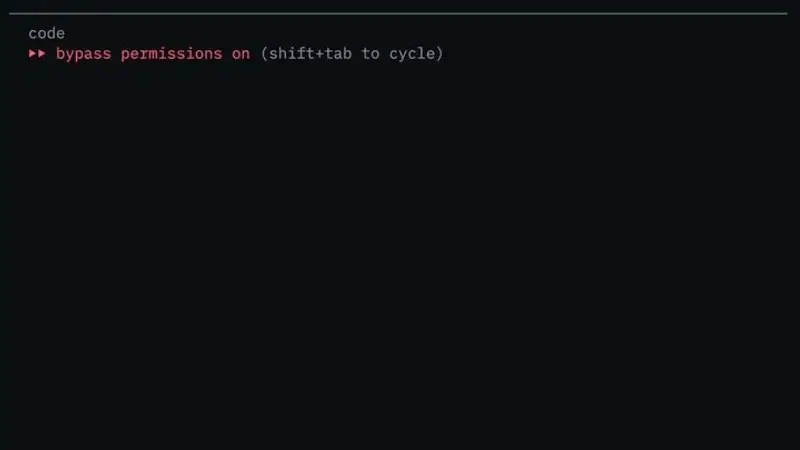 code
▸▸ bypass permissions on (shift+tab to cycle)